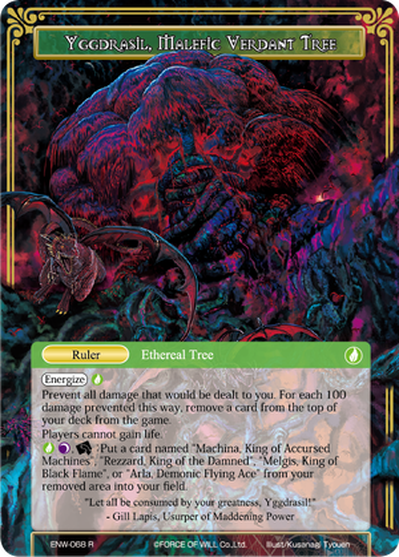 Yggdrasil, Malefic Verdant Tree
Ruler Ethereal Tree
Energize
Prevent all damage that would be dealt to you. For each 100
damage prevented this way, remove a card from the top of
your deck from the game.
Players cannot gain life.
, , : Put a card named "Machina, King of Accursed
Machines", "Rezzard, King of the Damned", "Melgis, King of
Black Flame", or "Arla, Demonic Flying Ace" from your
removed area into your field.
"Let all be consumed by your greatness, Yggdrasil!"
- Gill Lapis, Usurper of Maddening Power
ENW-068 R ©FORCE OF WILL Co.,Ltd. Illust/Kusanagi Tyouen